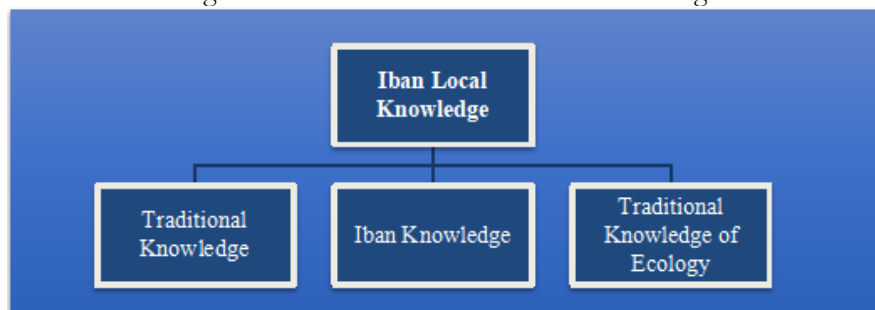 Iban Local
Knowledge
Traditional
Knowledge
Iban Knowledge
Traditional
Knowledge of
Ecology